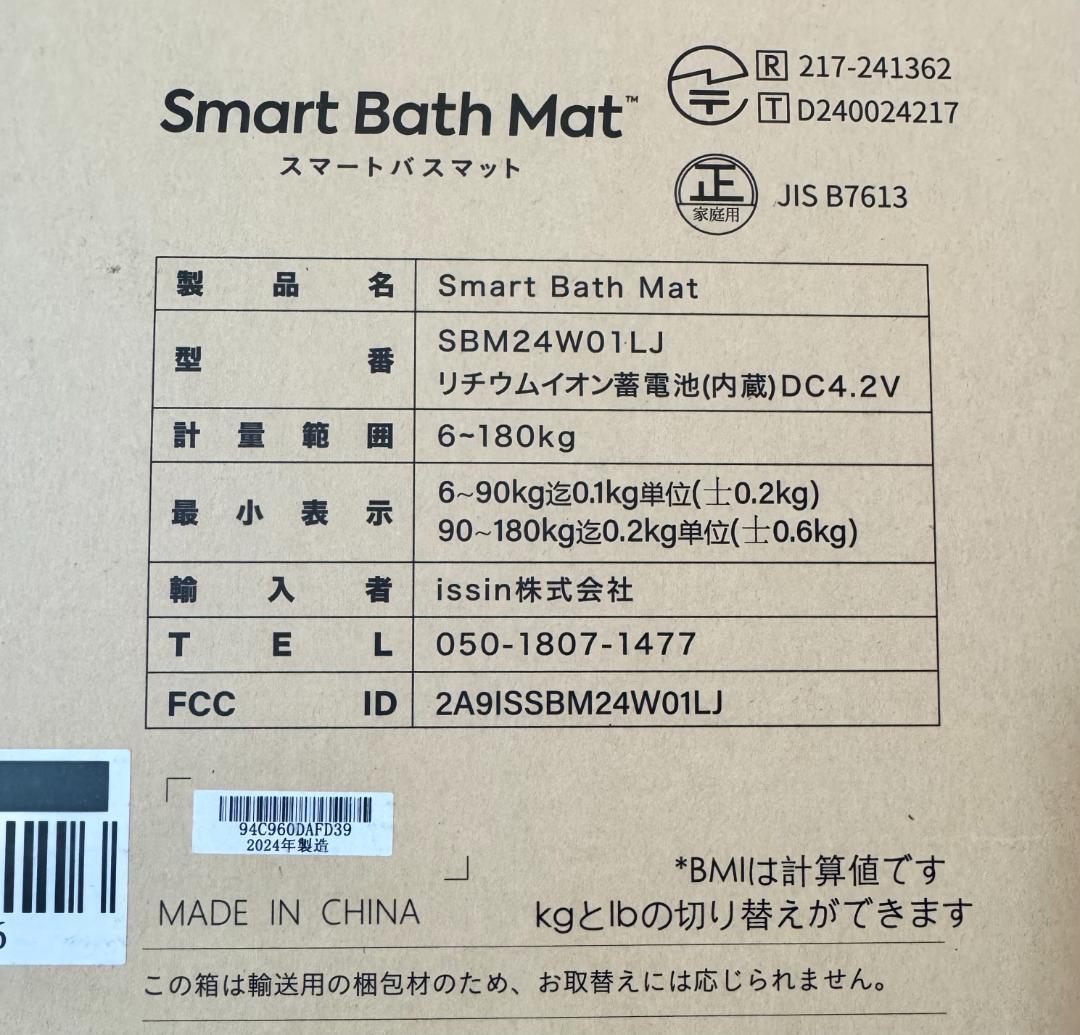 Smart Bath Mat™
スマートバスマット
R 217-241362
T D240024217
正
家庭用
JIS B7613
製品名 Smart Bath Mat
型番 SBM24W01LJ
リチウムイオン蓄電池(内蔵)DC4.2V
計量範囲 6~180kg
最小表示 6~90kg迄0.1kg単位(士0.2kg)
90~180kg迄0.2kg単位(士0.6kg)
輸入者 issin株式会社
TEL 050-1807-1477
FCC ID 2A9ISSBM24W01LJ
94C960DAFD39
2024年製造
*BMIは計算値です
MADE IN CHINA
kgとlbの切り替えができます
この箱は輸送用の梱包材のため、お取替えには応じられません。